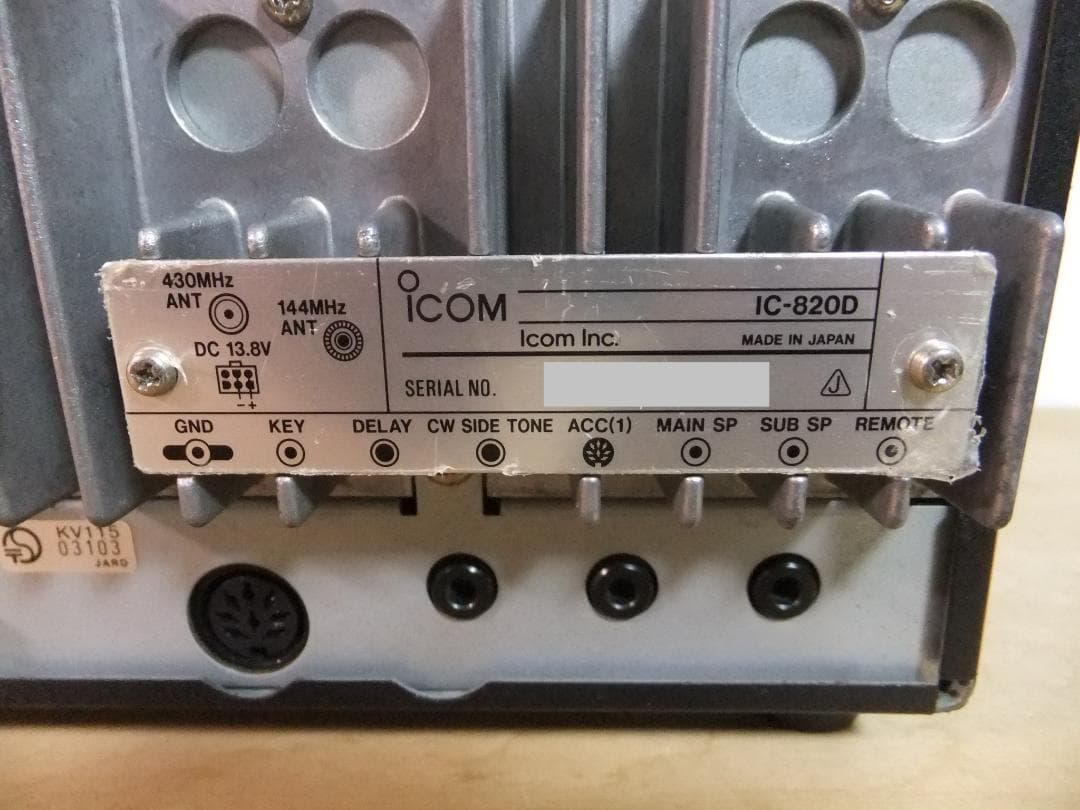 430MHz
ANT
144MHz
ANT
DC 13.8V
- +
ICOM
IC-820D
Icom Inc.
MADE IN JAPAN
SERIAL NO.
J
GND KEY DELAY CW SIDE TONE ACC(1) MAIN SP SUB SP REMOTE
KV115
03103
JARD